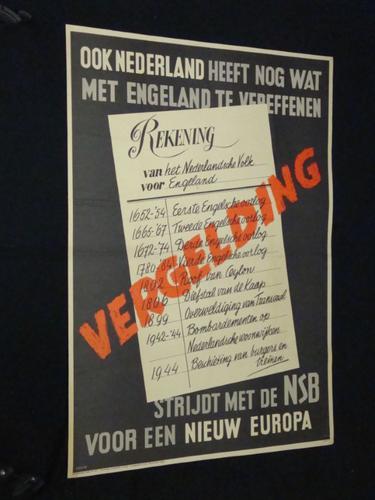 OOK NEDERLAND HEEFT NOG WAT
MET ENGELAND TE VEREFFENEN
REKENING
van het Nederlandsche Volk
voor Engeland
1652-'54 Eerste Engelsche oorlog
1665-'67 Tweede Engelsche oorlog
1672-'74 Derde Engelsche oorlog
1780-'84 Vierde Engelsche oorlog
1802 Roof van Ceylon
1806 Diefstal van de Kaap
1899 Overweldiging van Transvaal
1942-'44 Bombardementen op
Nederlandsche woonwijken
1944 Beschieting van burgers en
treinen
VERGELDING
STRIJDT MET DE NSB
VOOR EEN NIEUW EUROPA